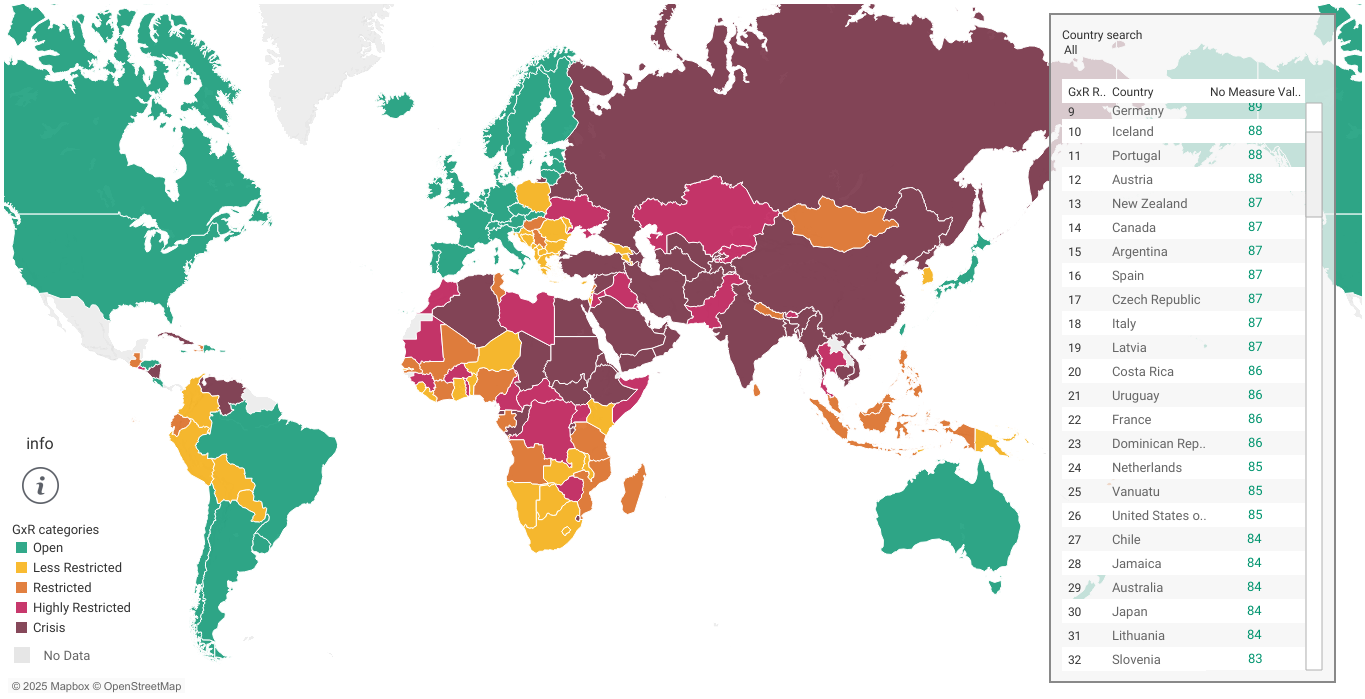 Country search
All
GxR R.. Country No Measure Val..
9 Germany 89
10 Iceland 88
11 Portugal 88
12 Austria 88
13 New Zealand 87
14 Canada 87
15 Argentina 87
16 Spain 87
17 Czech Republic 87
18 Italy 87
19 Latvia 87
20 Costa Rica 86
21 Uruguay 86
22 France 86
23 Dominican Rep.. 86
24 Netherlands 85
25 Vanuatu 85
26 United States o.. 85
27 Chile 84
28 Jamaica 84
29 Australia 84
30 Japan 84
31 Lithuania 84
32 Slovenia 83
info
i
GxR categories
Open
Less Restricted
Restricted
Highly Restricted
Crisis
No Data
© 2025 Mapbox © OpenStreetMap